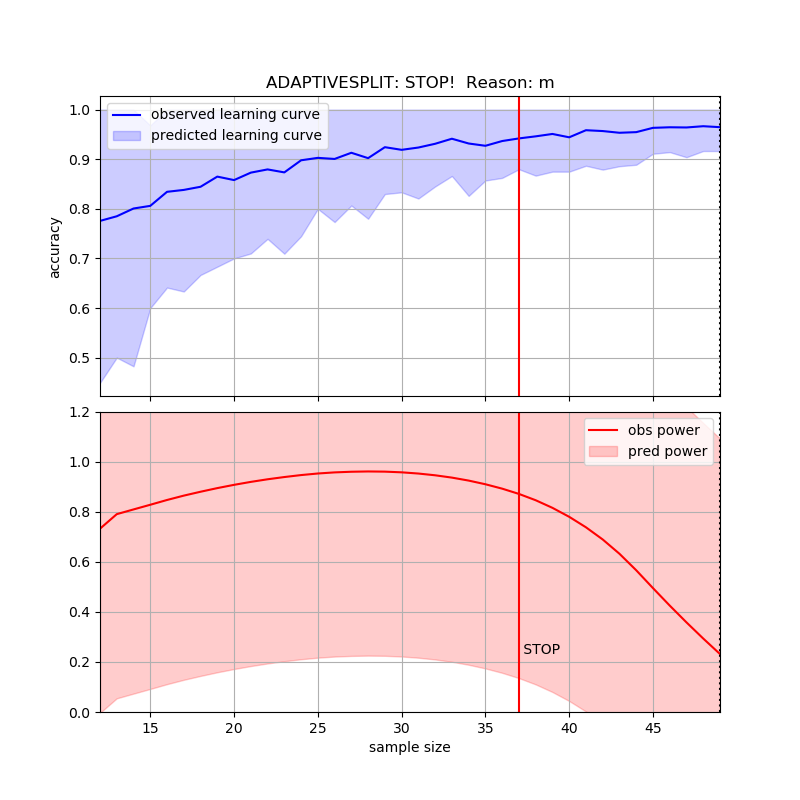 ADAPTIVESPLIT: STOP!  Reason: m
1.0
0.9
0.8
0.7
0.6
0.5
accuracy
observed learning curve
predicted learning curve
1.2
1.0
0.8
0.6
0.4
0.2
0.0
obs power
pred power
STOP
15 20 25 30 35 40 45
sample size